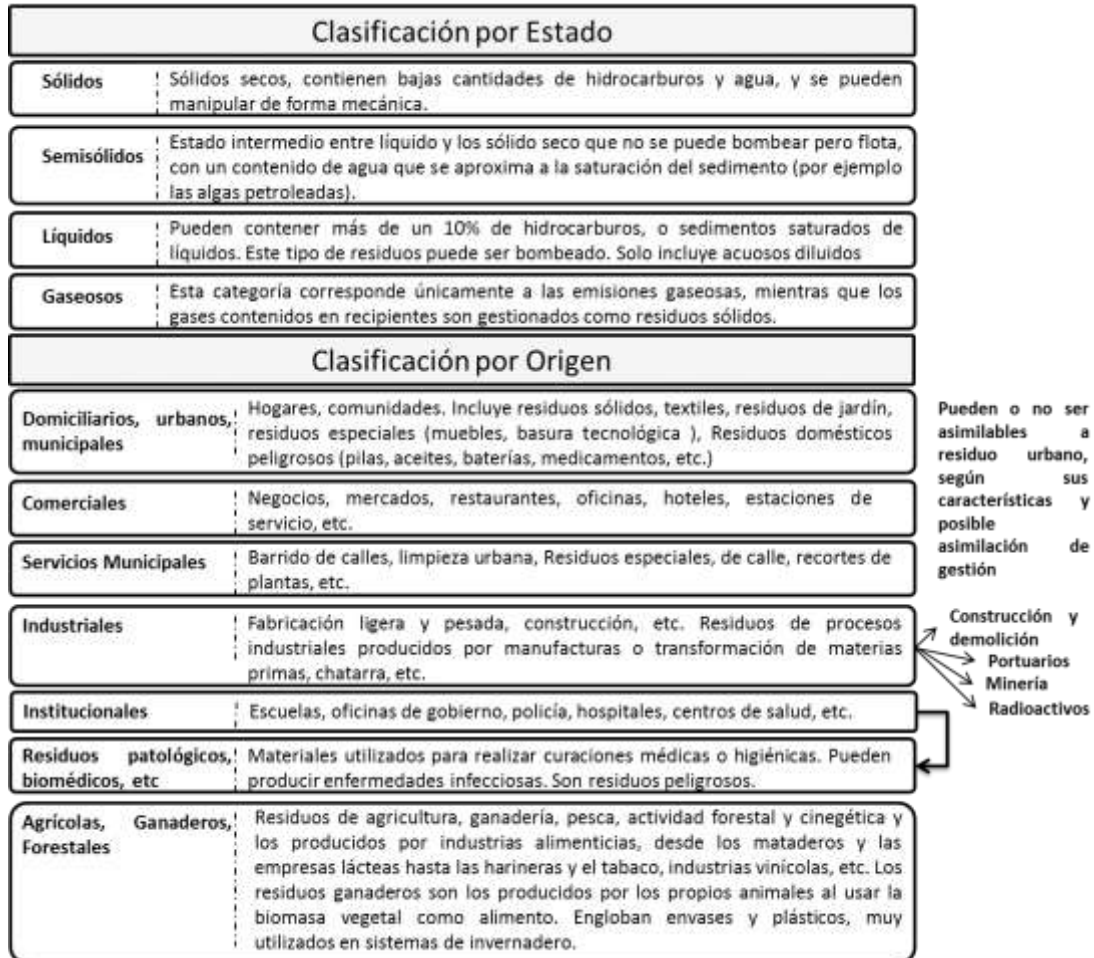 Clasificación por Estado
Sólidos
Sólidos secos, contienen bajas cantidades de hidrocarburos y agua, y se pueden
manipular de forma mecánica.
Semisólidos
Estado intermedio entre líquido y los sólido seco que no se puede bombear pero flota,
con un contenido de agua que se aproxima a la saturación del sedimento (por ejemplo
las algas petroleadas).
Líquidos
Pueden contener más de un 10% de hidrocarburos, o sedimentos saturados de
líquidos. Este tipo de residuos puede ser bombeado. Solo incluye acuosos diluidos
Gaseosos
Esta categoría corresponde únicamente a las emisiones gaseosas, mientras que los
gases contenidos en recipientes son gestionados como residuos sólidos.
Clasificación por Origen
Domiciliarios, urbanos,
municipales
Hogares, comunidades. Incluye residuos sólidos, textiles, residuos de jardín,
residuos especiales (muebles, basura tecnológica ), Residuos domésticos
peligrosos (pilas, aceites, baterías, medicamentos, etc.)
Comerciales
Negocios, mercados, restaurantes, oficinas, hoteles, estaciones de
servicio, etc.
Servicios Municipales
Barrido de calles, limpieza urbana, Residuos especiales, de calle, recortes de
plantas, etc.
Pueden o no ser
asimilables a
residuo urbano,
según sus
características y
posible
asimilación de
gestión
Industriales
Fabricación ligera y pesada, construcción, etc. Residuos de procesos
industriales producidos por manufacturas o transformación de materias
primas, chatarra, etc.
Construcción y
demolición
Portuarios
Minería
Radioactivos
Institucionales
Escuelas, oficinas de gobierno, policía, hospitales, centros de salud, etc.
Residuos patológicos,
biomédicos, etc
Materiales utilizados para realizar curaciones médicas o higiénicas. Pueden
producir enfermedades infecciosas. Son residuos peligrosos.
Agrícolas, Ganaderos,
Forestales
Residuos de agricultura, ganadería, pesca, actividad forestal y cinegética y
los producidos por industrias alimenticias, desde los mataderos y las
empresas lácteas hasta las harineras y el tabaco, industrias vinícolas, etc. Los
residuos ganaderos son los producidos por los propios animales al usar la
biomasa vegetal como alimento. Engloban envases y plásticos, muy
utilizados en sistemas de invernadero.